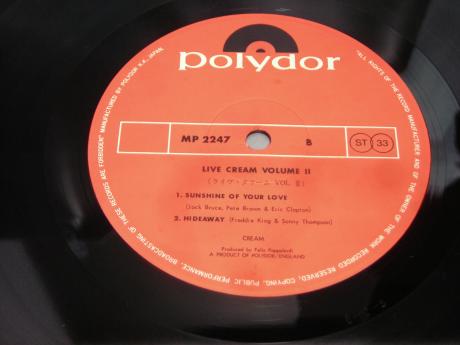 polydor
MP 2247
B
ST 33
LIVE CREAM VOLUME II
(ライヴ・クリーム VOL. II)
1. SUNSHINE OF YOUR LOVE
(Jack Bruce, Pete Brown & Eric Clapton)
2. HIDEAWAY (Freddie King & Sonny Thompson)
CREAM
Produced by Felix Pappalardi
A PRODUCT OF POLYDOR/ENGLAND
"ALL RIGHTS OF THE RECORD MANUFACTURER AND OF THE OWNER OF THE WORK RECORDED RESERVED, COPYING, PUBLIC PERFORMANCE, BROADCASTING OF THESE RECORDS ARE FORBIDDEN" MANUFACTURED BY POLYDOR K.K., JAPAN.